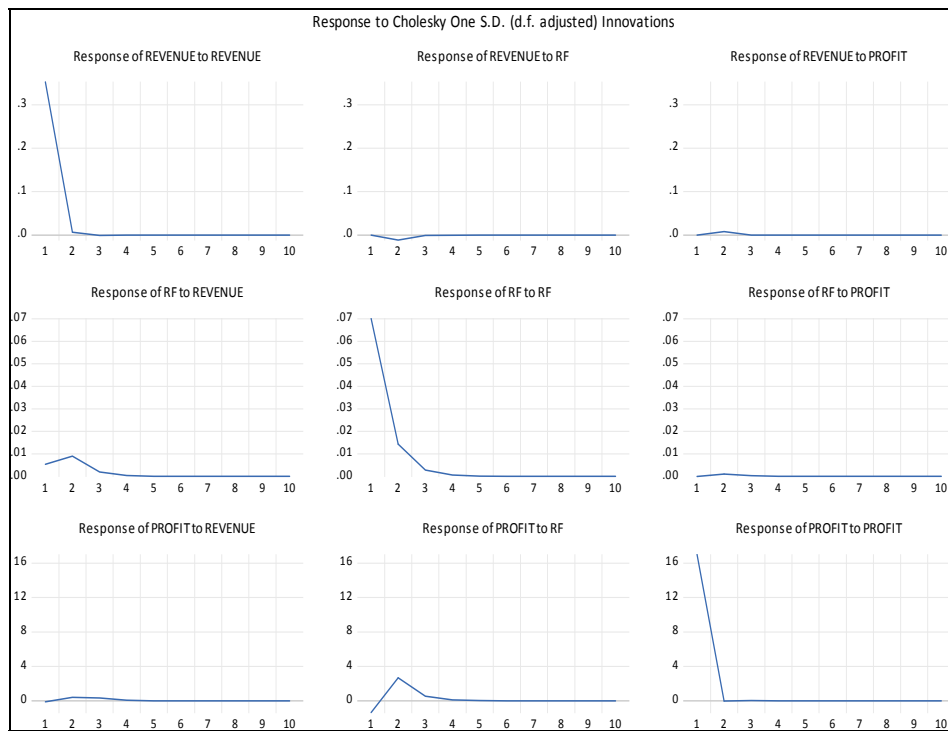 Response to Cholesky One S.D. (d.f. adjusted) Innovations
Response of REVENUE to REVENUE
.3
.2
.1
.0
1 2 3 4 5 6 7 8 9 10
Response of REVENUE to RF
.3
.2
.1
.0
1 2 3 4 5 6 7 8 9 10
Response of REVENUE to PROFIT
.3
.2
.1
.0
1 2 3 4 5 6 7 8 9 10
Response of RF to REVENUE
.07
.06
.05
.04
.03
.02
.01
.00
1 2 3 4 5 6 7 8 9 10
Response of RF to RF
.07
.06
.05
.04
.03
.02
.01
.00
1 2 3 4 5 6 7 8 9 10
Response of RF to PROFIT
.07
.06
.05
.04
.03
.02
.01
.00
1 2 3 4 5 6 7 8 9 10
Response of PROFIT to REVENUE
16
12
8
4
0
1 2 3 4 5 6 7 8 9 10
Response of PROFIT to RF
16
12
8
4
0
1 2 3 4 5 6 7 8 9 10
Response of PROFIT to PROFIT
16
12
8
4
0
1 2 3 4 5 6 7 8 9 10